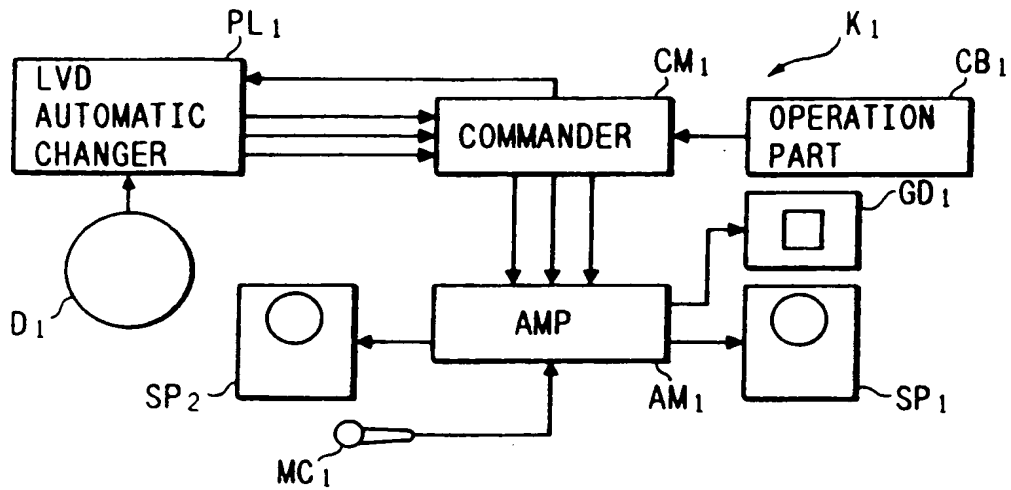 PL₁
K₁
LVD
AUTOMATIC
CHANGER
CM₁
COMMANDER
CB₁
OPERATION
PART
GD₁
D₁
AMP
SP₂
AM₁
SP₁
MC₁